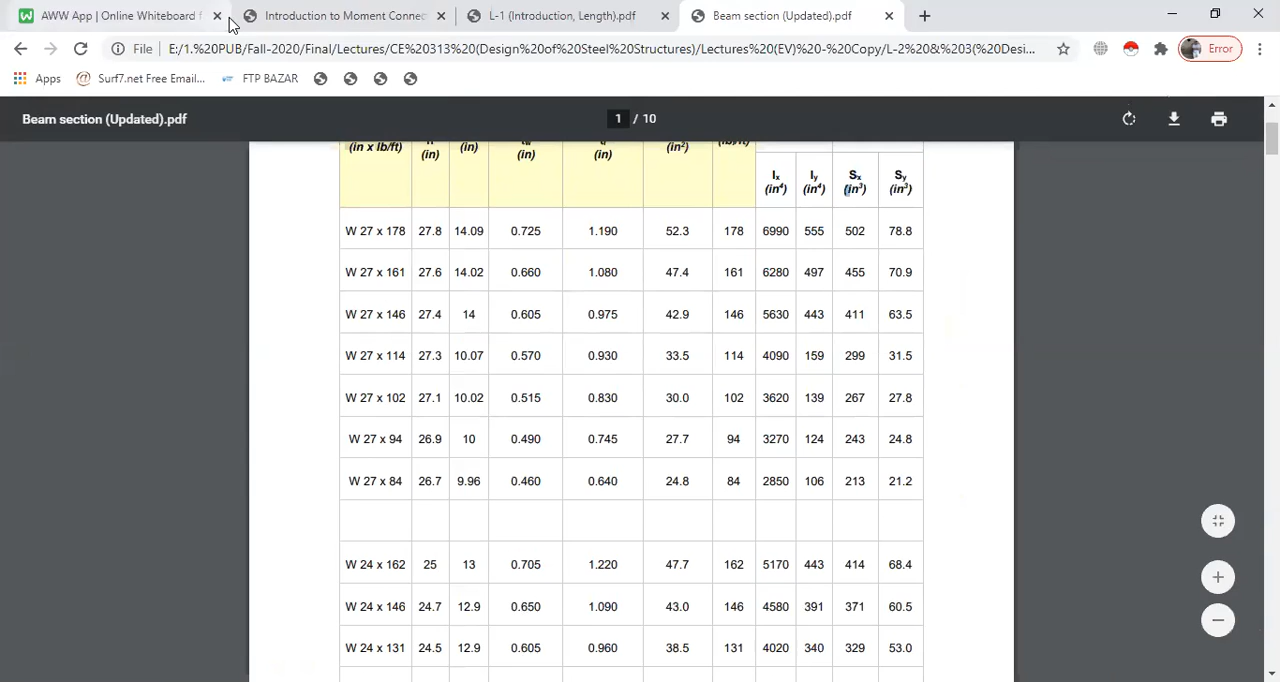 AWW App | Online Whiteboard f
Introduction to Moment Connec
L-1 (Introduction, Length).pdf
Beam section (Updated).pdf
File
E:/1.%20PUB/Fall-2020/Final/Lectures/CE%20313%20(Design%20of%20Steel%20Structures)/Lectures%20(EV)%20-%20Copy/L-2%20&%203(%20Desi...
Error
Apps
Surf7.net Free Email...
FTP BAZAR
Beam section (Updated).pdf
1 / 10
(in x lb/ft) (in) (in) (in) (in) (in²) (lb/ft)
Ix (in⁴) Iy (in⁴) Sx (in³) Sy (in³)
W 27 x 178 27.8 14.09 0.725 1.190 52.3 178 6990 555 502 78.8
W 27 x 161 27.6 14.02 0.660 1.080 47.4 161 6280 497 455 70.9
W 27 x 146 27.4 14 0.605 0.975 42.9 146 5630 443 411 63.5
W 27 x 114 27.3 10.07 0.570 0.930 33.5 114 4090 159 299 31.5
W 27 x 102 27.1 10.02 0.515 0.830 30.0 102 3620 139 267 27.8
W 27 x 94 26.9 10 0.490 0.745 27.7 94 3270 124 243 24.8
W 27 x 84 26.7 9.96 0.460 0.640 24.8 84 2850 106 213 21.2
W 24 x 162 25 13 0.705 1.220 47.7 162 5170 443 414 68.4
W 24 x 146 24.7 12.9 0.650 1.090 43.0 146 4580 391 371 60.5
W 24 x 131 24.5 12.9 0.605 0.960 38.5 131 4020 340 329 53.0